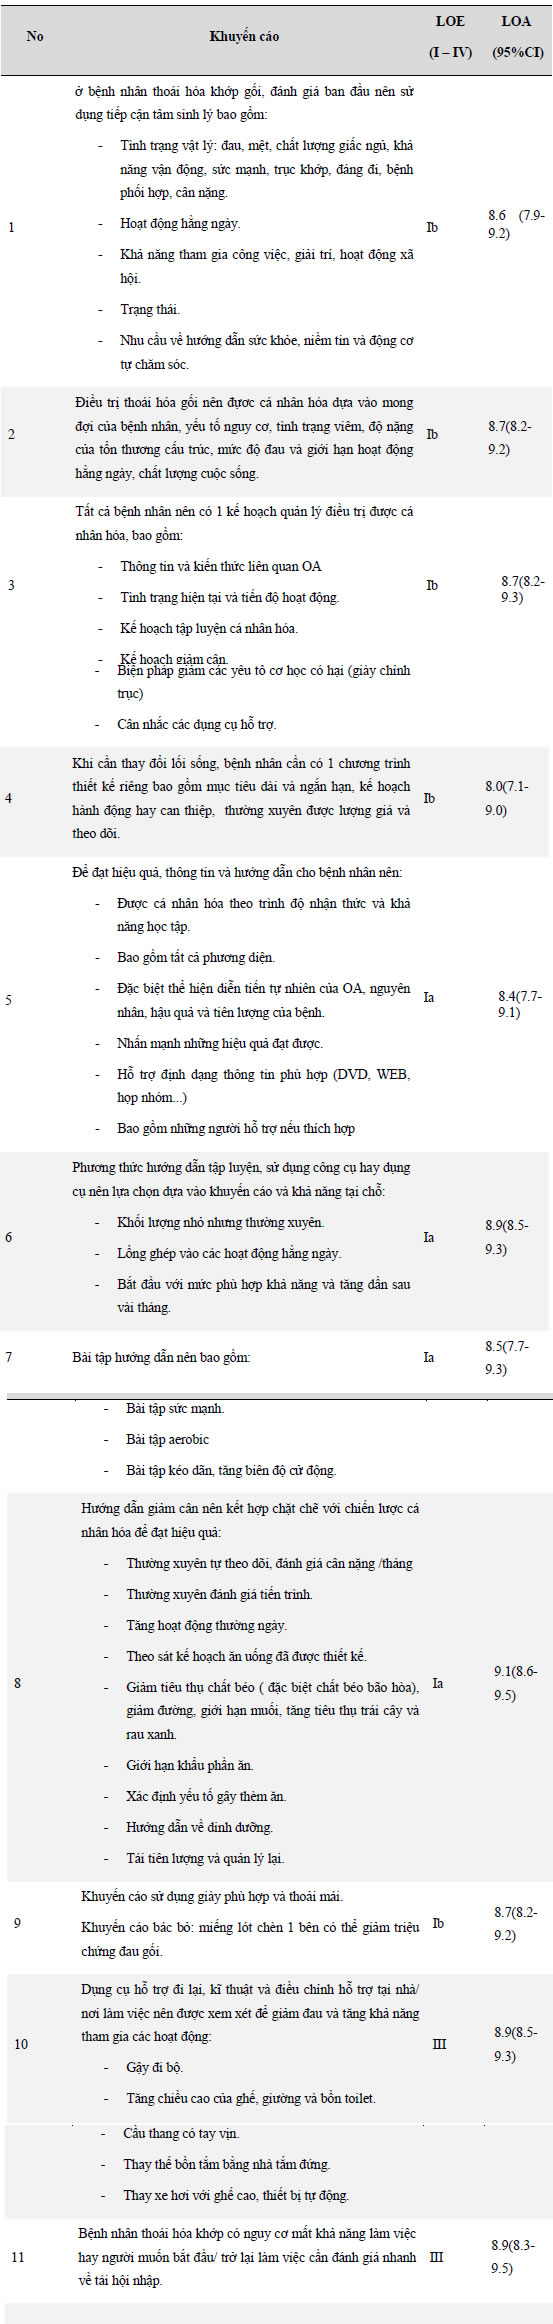 No Khuyến cáo LOE (I – IV) LOA (95%CI)
ở bệnh nhân thoái hóa khớp gối, đánh giá ban đầu nên sử
dụng tiếp cận tâm sinh lý bao gồm:
- Tình trạng vật lý: đau, mệt, chất lượng giấc ngủ, khả
năng vận động, sức mạnh, trục khớp, đáng đi, bệnh
phối hợp, cân nặng.
1 - Hoạt động hằng ngày. Ib 8.6 (7.9-
9.2)
- Khả năng tham gia công việc, giải trí, hoạt động xã
hội.
- Trạng thái.
- Nhu cầu về hướng dẫn sức khỏe, niềm tin và động cơ
tự chăm sóc.
Điều trị thoái hóa gối nên được cá nhân hóa dựa vào mong
2 đợi của bệnh nhân, yếu tố nguy cơ, tình trạng viêm, độ nặng Ib 8.7(8.2-
của tổn thương cấu trúc, mức độ đau và giới hạn hoạt động 9.2)
hằng ngày, chất lượng cuộc sống.
Tất cả bệnh nhân nên có 1 kế hoạch quản lý điều trị được cá
nhân hóa, bao gồm:
- Thông tin và kiến thức liên quan OA
3 - Tình trạng hiện tại và tiến độ hoạt động. Ib 8.7(8.2-
9.3)
- Kế hoạch tập luyện cá nhân hóa.
- Kế hoạch giảm cân.
- Biện pháp giảm các yêu tô cơ học có hại (giày chỉnh
trục)
- Cân nhắc các dụng cụ hỗ trợ.
Khi cần thay đổi lối sống, bệnh nhân cần có 1 chương trình
thiết kế riêng bao gồm mục tiêu dài và ngắn hạn, kế hoạch 8.0(7.1-
4 hành động hay can thiệp, thường xuyên được lượng giá và Ib 9.0)
theo dõi.
Để đạt hiệu quả, thông tin và hướng dẫn cho bệnh nhân nên:
- Được cá nhân hóa theo trình độ nhận thức và khả
năng học tập.
- Bao gồm tất cả phương diện.
5 - Đặc biệt thể hiện diễn tiến tự nhiên của OA, nguyên Ia 8.4(7.7-
nhân, hậu quả và tiên lượng của bệnh. 9.1)
- Nhấn mạnh những hiệu quả đạt được.
- Hỗ trợ định dạng thông tin phù hợp (DVD, WEB,
họp nhóm...)
- Bao gồm những người hỗ trợ nếu thích hợp
Phương thức hướng dẫn tập luyện, sử dụng công cụ hay dụng
cụ nên lựa chọn dựa vào khuyến cáo và khả năng tại chỗ:
6 - Khối lượng nhỏ nhưng thường xuyên. Ia 8.9(8.5-
9.3)
- Lồng ghép vào các hoạt động hằng ngày.
- Bắt đầu với mức phù hợp khả năng và tăng dần sau
vài tháng.
7 Bài tập hướng dẫn nên bao gồm: Ia 8.5(7.7-
9.3)
- Bài tập sức mạnh.
- Bài tập aerobic
- Bài tập kéo dãn, tăng biên độ cử động.
Hướng dẫn giảm cân nên kết hợp chặt chẽ với chiến lược cá
nhân hóa để đạt hiệu quả:
- Thường xuyên tự theo dõi, đánh giá cân nặng /tháng
- Thường xuyên đánh giá tiến trình.
- Tăng hoạt động thường ngày.
- Theo sát kế hoạch ăn uống đã được thiết kế.
8 - Giảm tiêu thụ chất béo ( đặc biệt chất béo bão hòa), Ia 9.1(8.6-
giảm đường, giới hạn muối, tăng tiêu thụ trái cây và 9.5)
rau xanh.
- Giới hạn khẩu phần ăn.
- Xác định yếu tố gây thèm ăn.
- Hướng dẫn về dinh dưỡng.
- Tái tiên lượng và quản lý lại.
Khuyến cáo sử dụng giày phù hợp và thoải mái.
9 Khuyến cáo bác bỏ: miếng lót chèn 1 bên có thể giảm triệu Ib 8.7(8.2-
chứng đau gối. 9.2)
Dụng cụ hỗ trợ đi lại, kĩ thuật và điều chỉnh hỗ trợ tại nhà/
nơi làm việc nên được xem xét để giảm đau và tăng khả năng
10 tham gia các hoạt động: III 8.9(8.5-
9.3)
- Gậy đi bộ.
- Tăng chiều cao của ghế, giường và bồn toilet.
- Cầu thang có tay vịn.
- Thay thế bồn tắm bằng nhà tắm đứng.
- Thay xe hơi với ghế cao, thiết bị tự động.
Bệnh nhân thoái hóa khớp có nguy cơ mất khả năng làm việc
11 hay người muốn bắt đầu/ trở lại làm việc cần đánh giá nhanh III 8.9(8.3-
về tái hội nhập. 9.5)